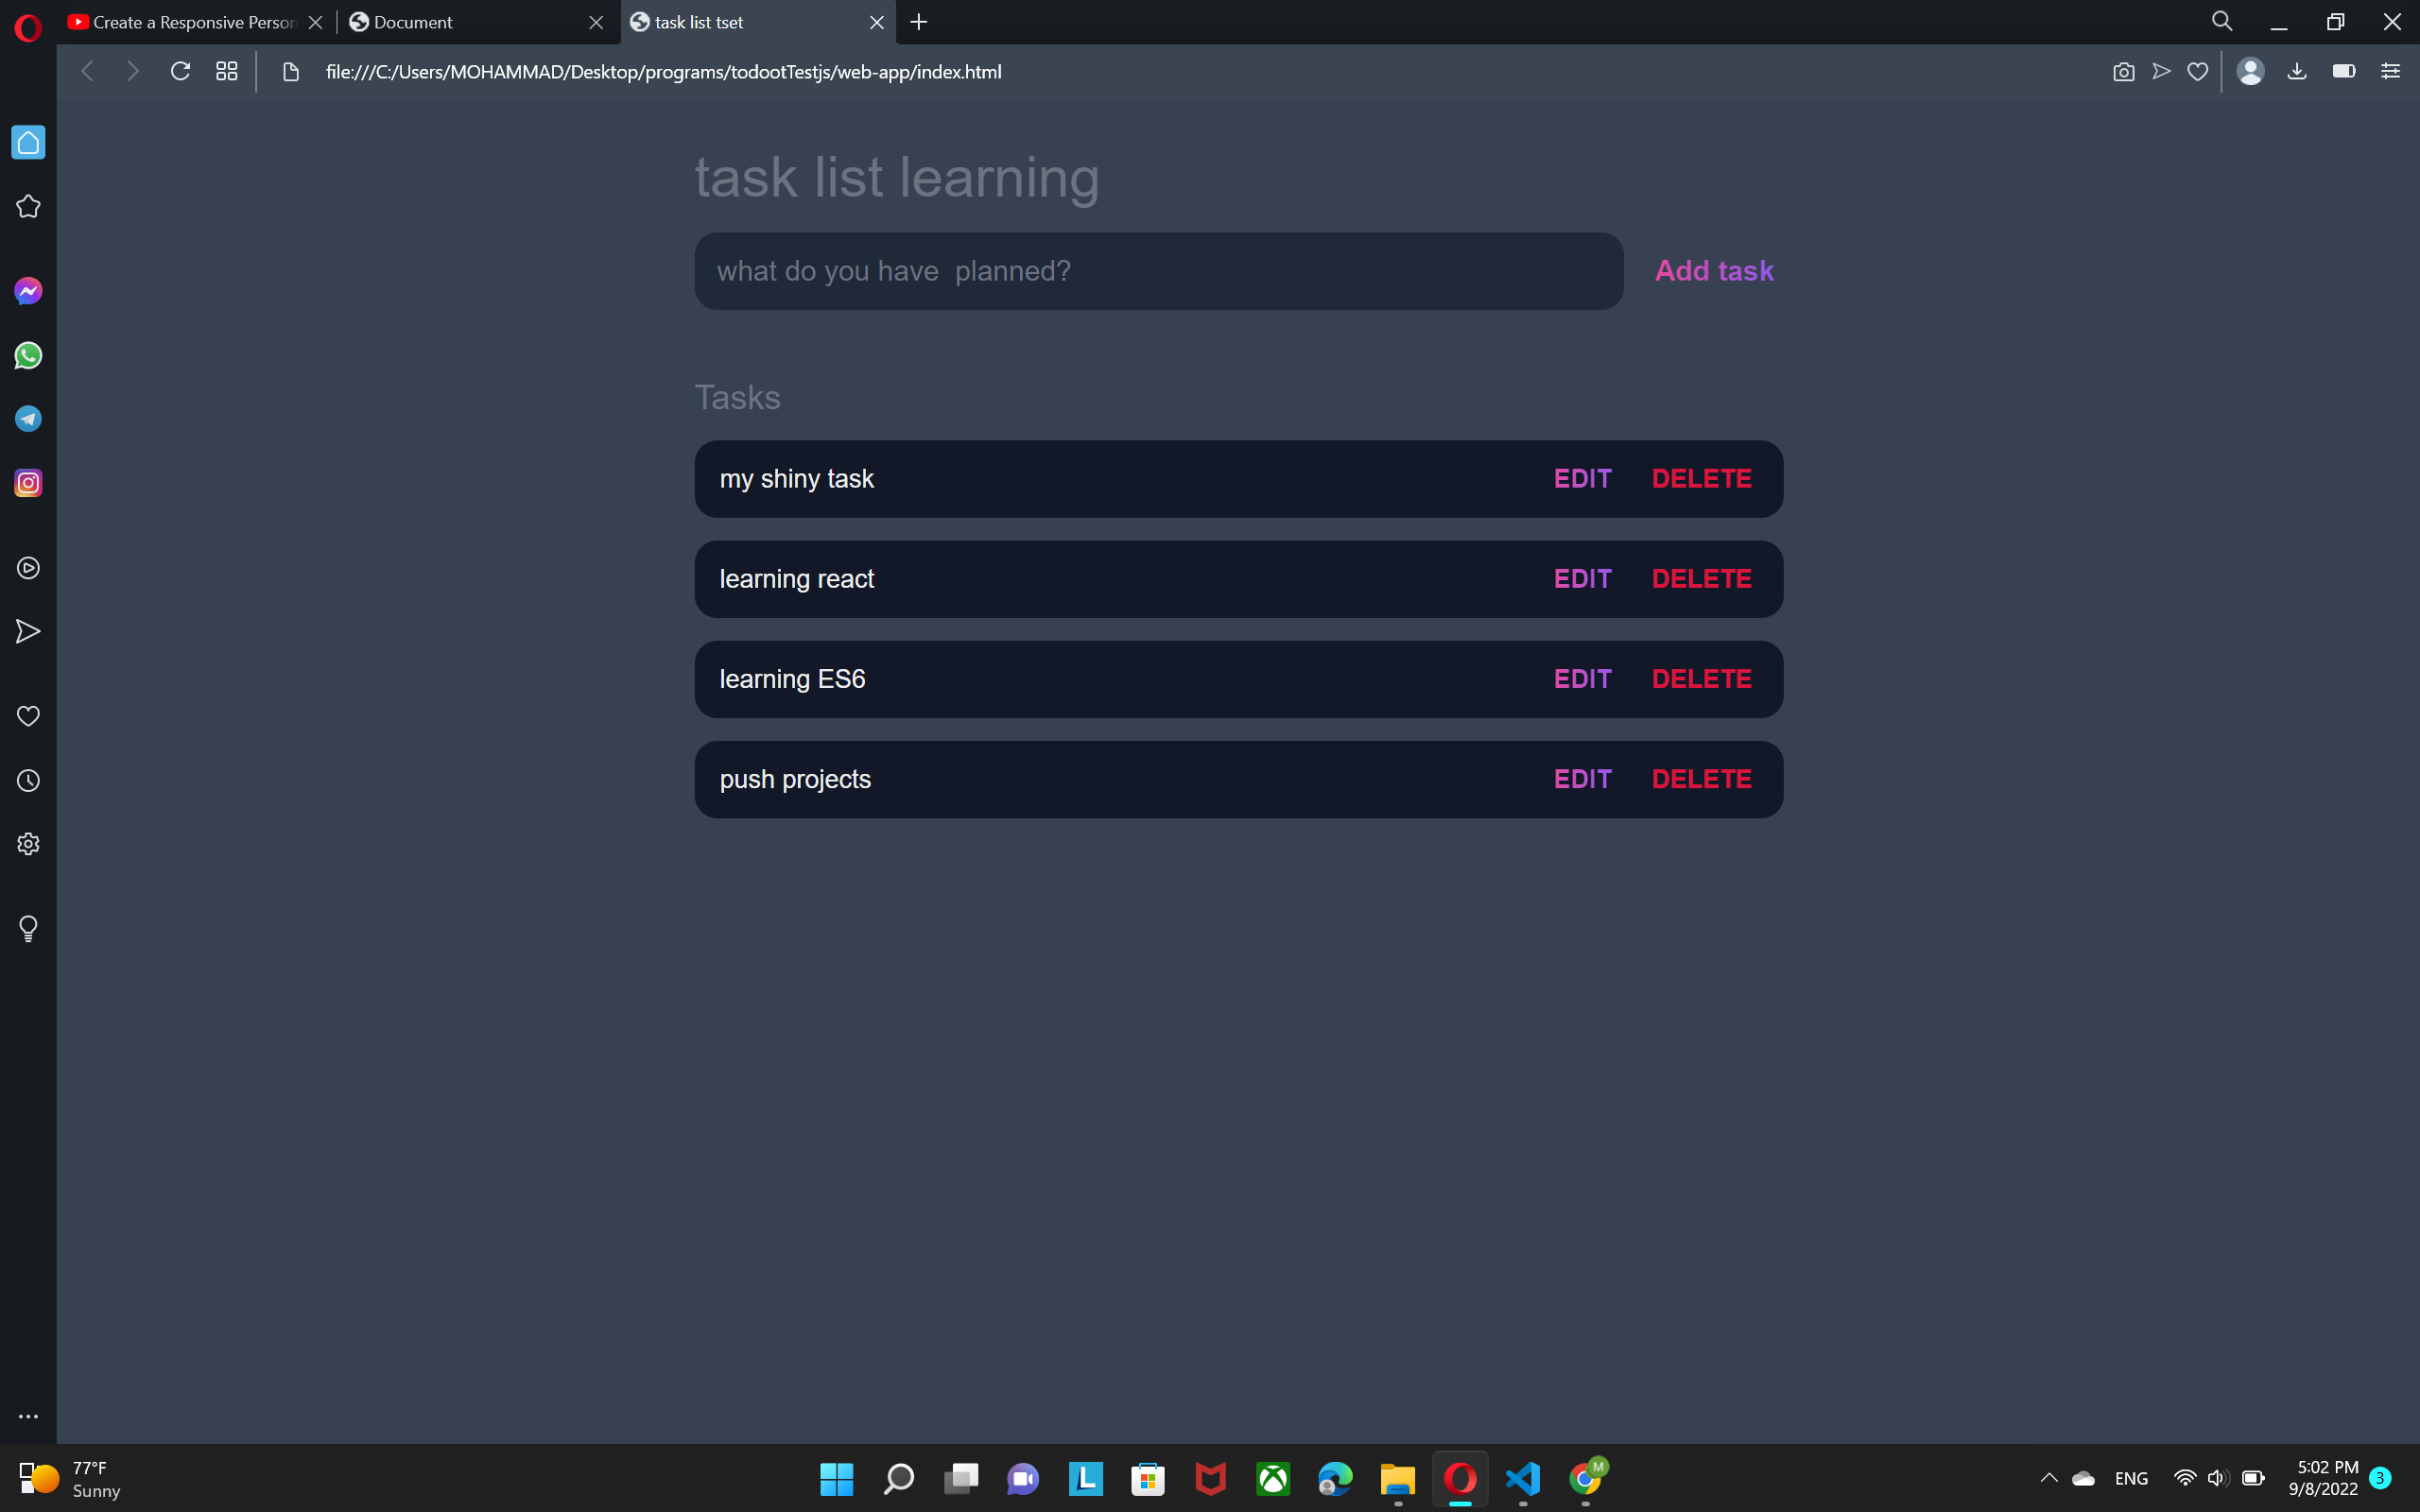 Create a Responsive Person
Document
task list tset
file:///C:/Users/MOHAMMAD/Desktop/programs/todootTestjs/web-app/index.html
task list learning
what do you have  planned?
Add task
Tasks
my shiny task EDIT DELETE
learning react EDIT DELETE
learning ES6 EDIT DELETE
push projects EDIT DELETE
77°F
Sunny
L
M
ENG
5:02 PM
9/8/2022
3